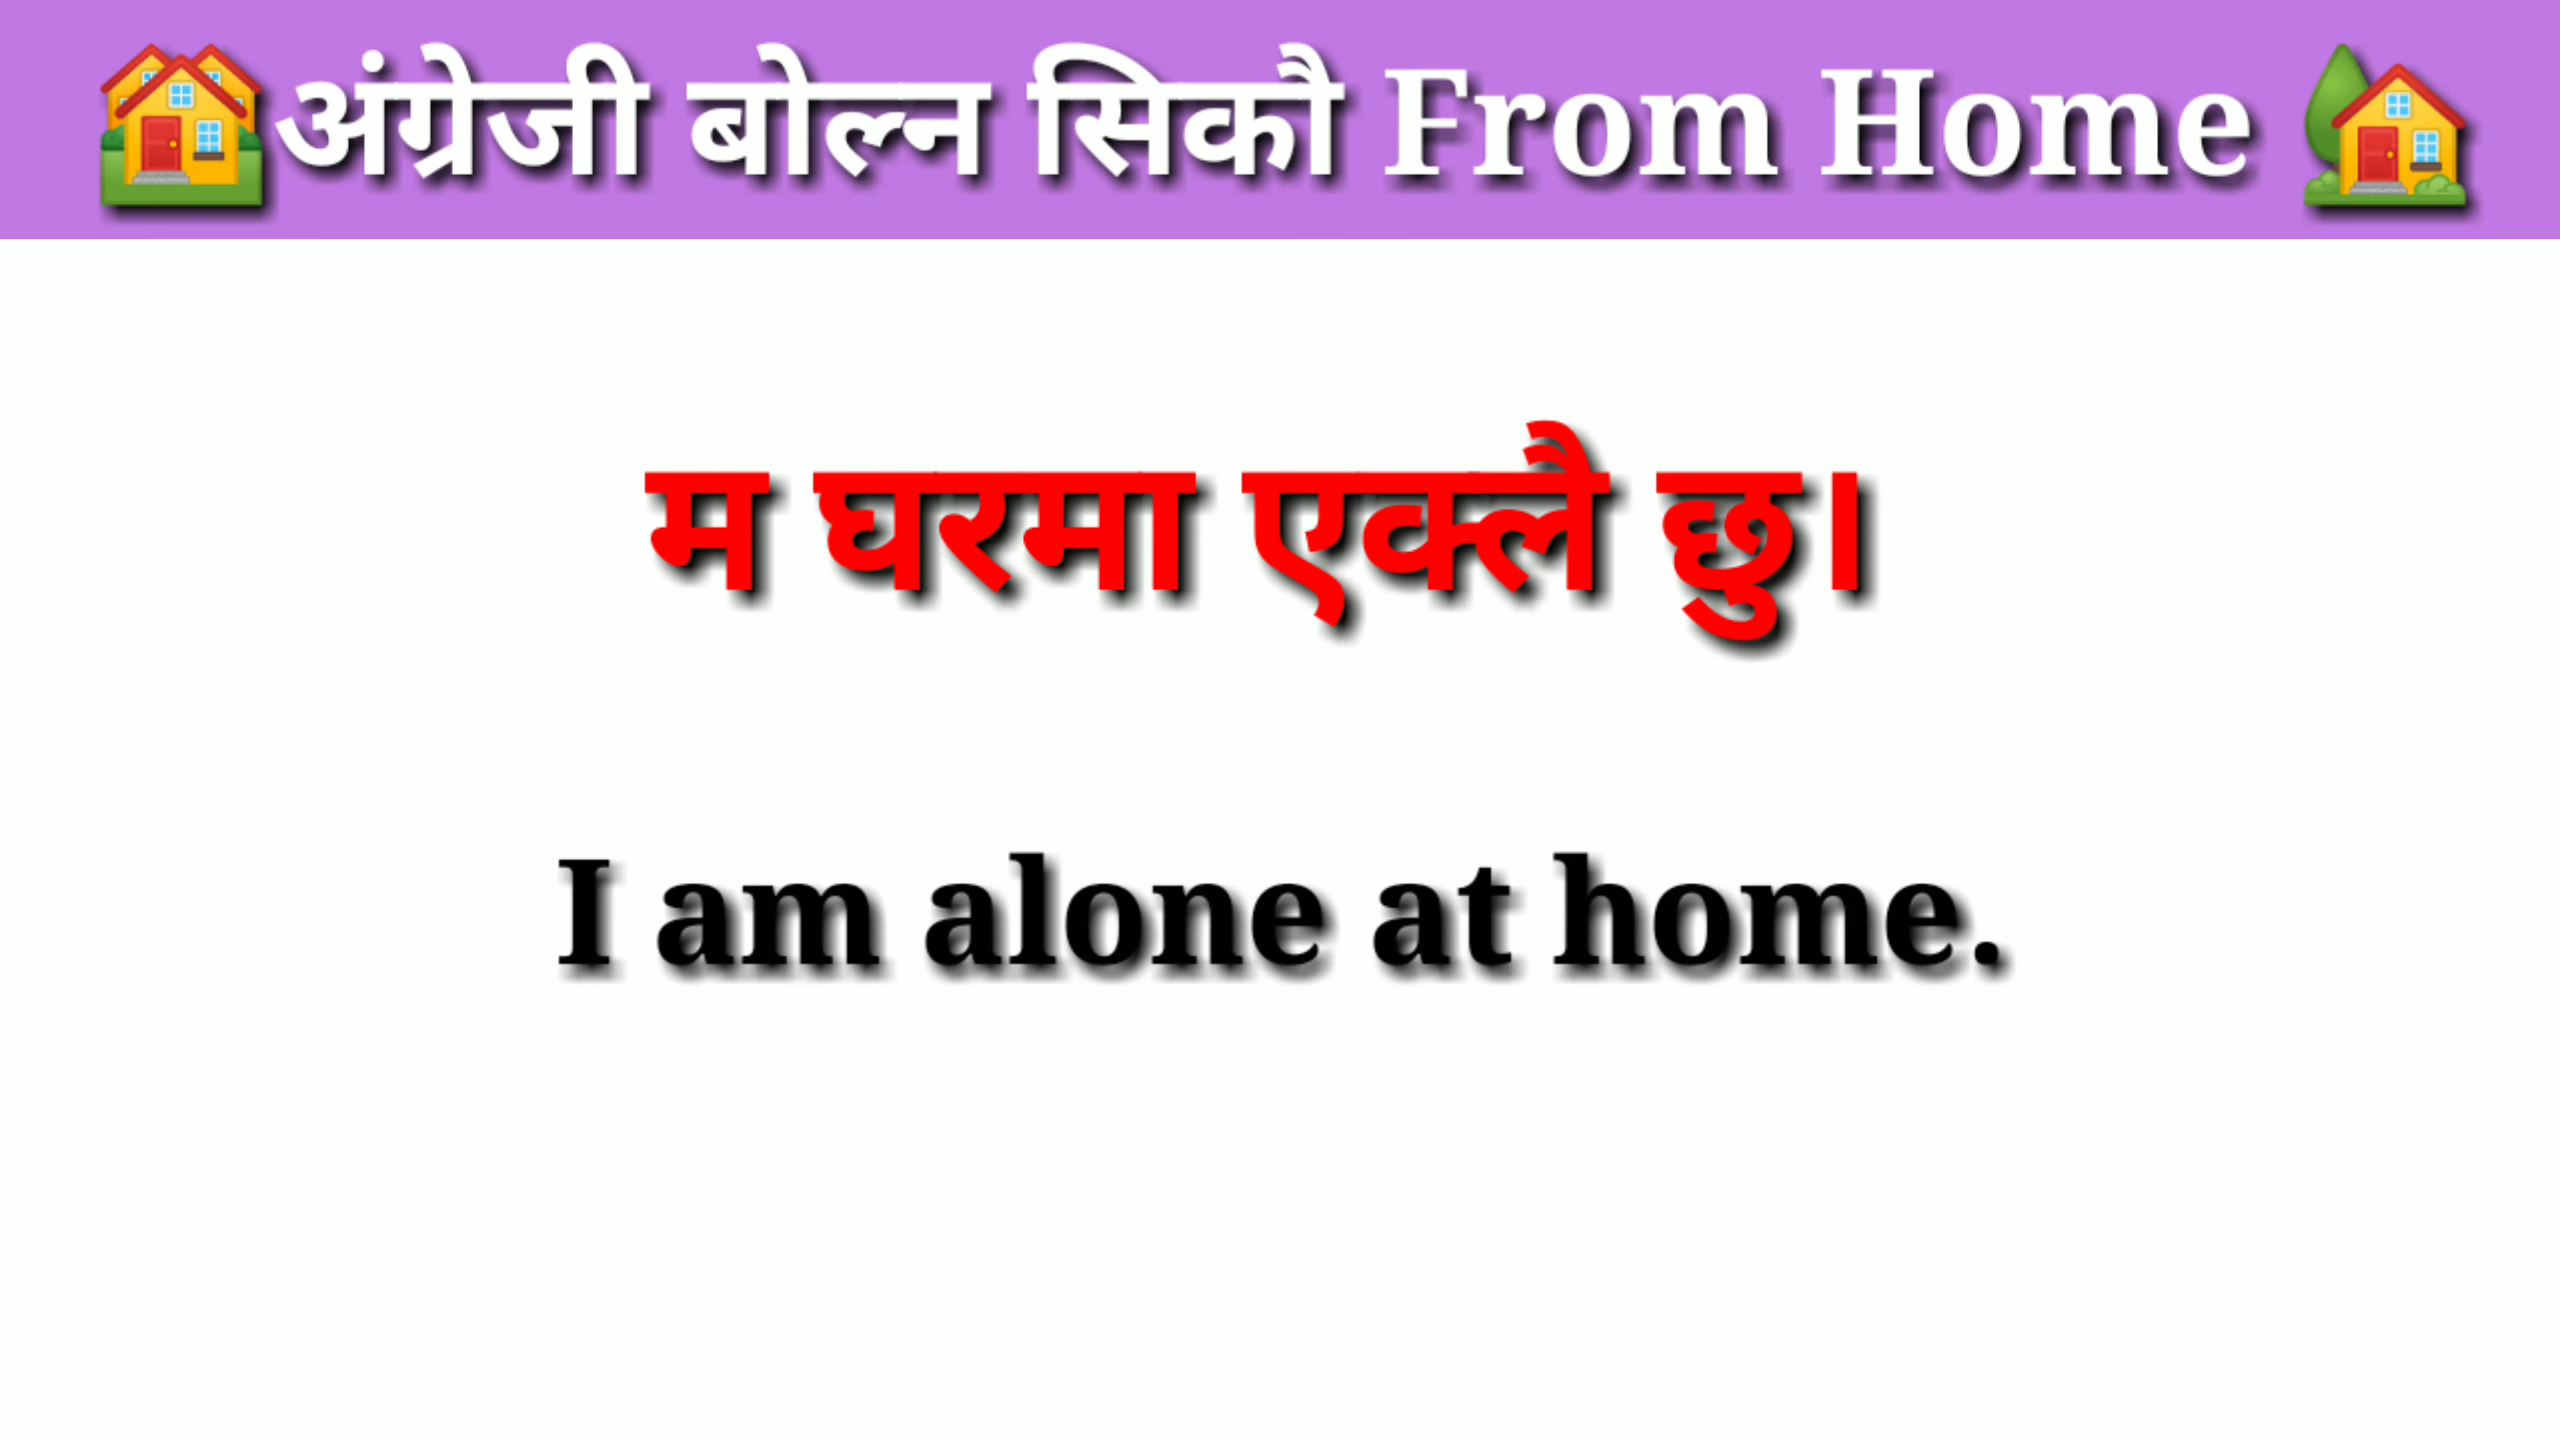 अंग्रेजी बोल्न सिकौ From Home
म घरमा एक्लै छु।
I am alone at home.